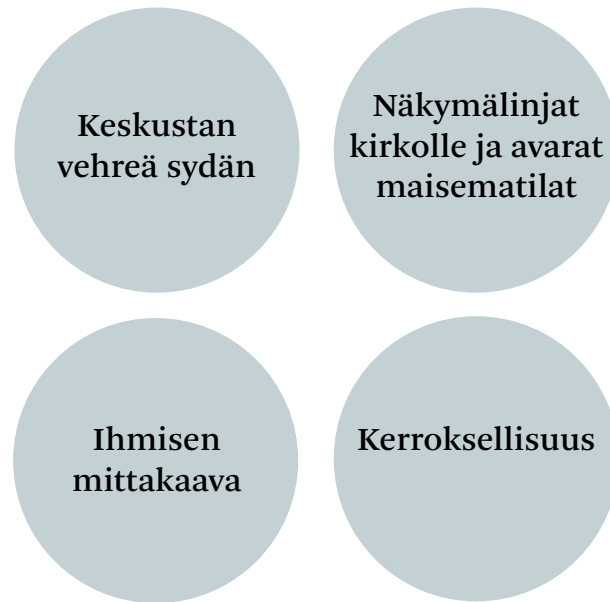 Keskustan
vehreä sydän
Näkymälinjat
kirkolle ja avarat
maisematilat
Ihmisen
mittakaava
Kerroksellisuus